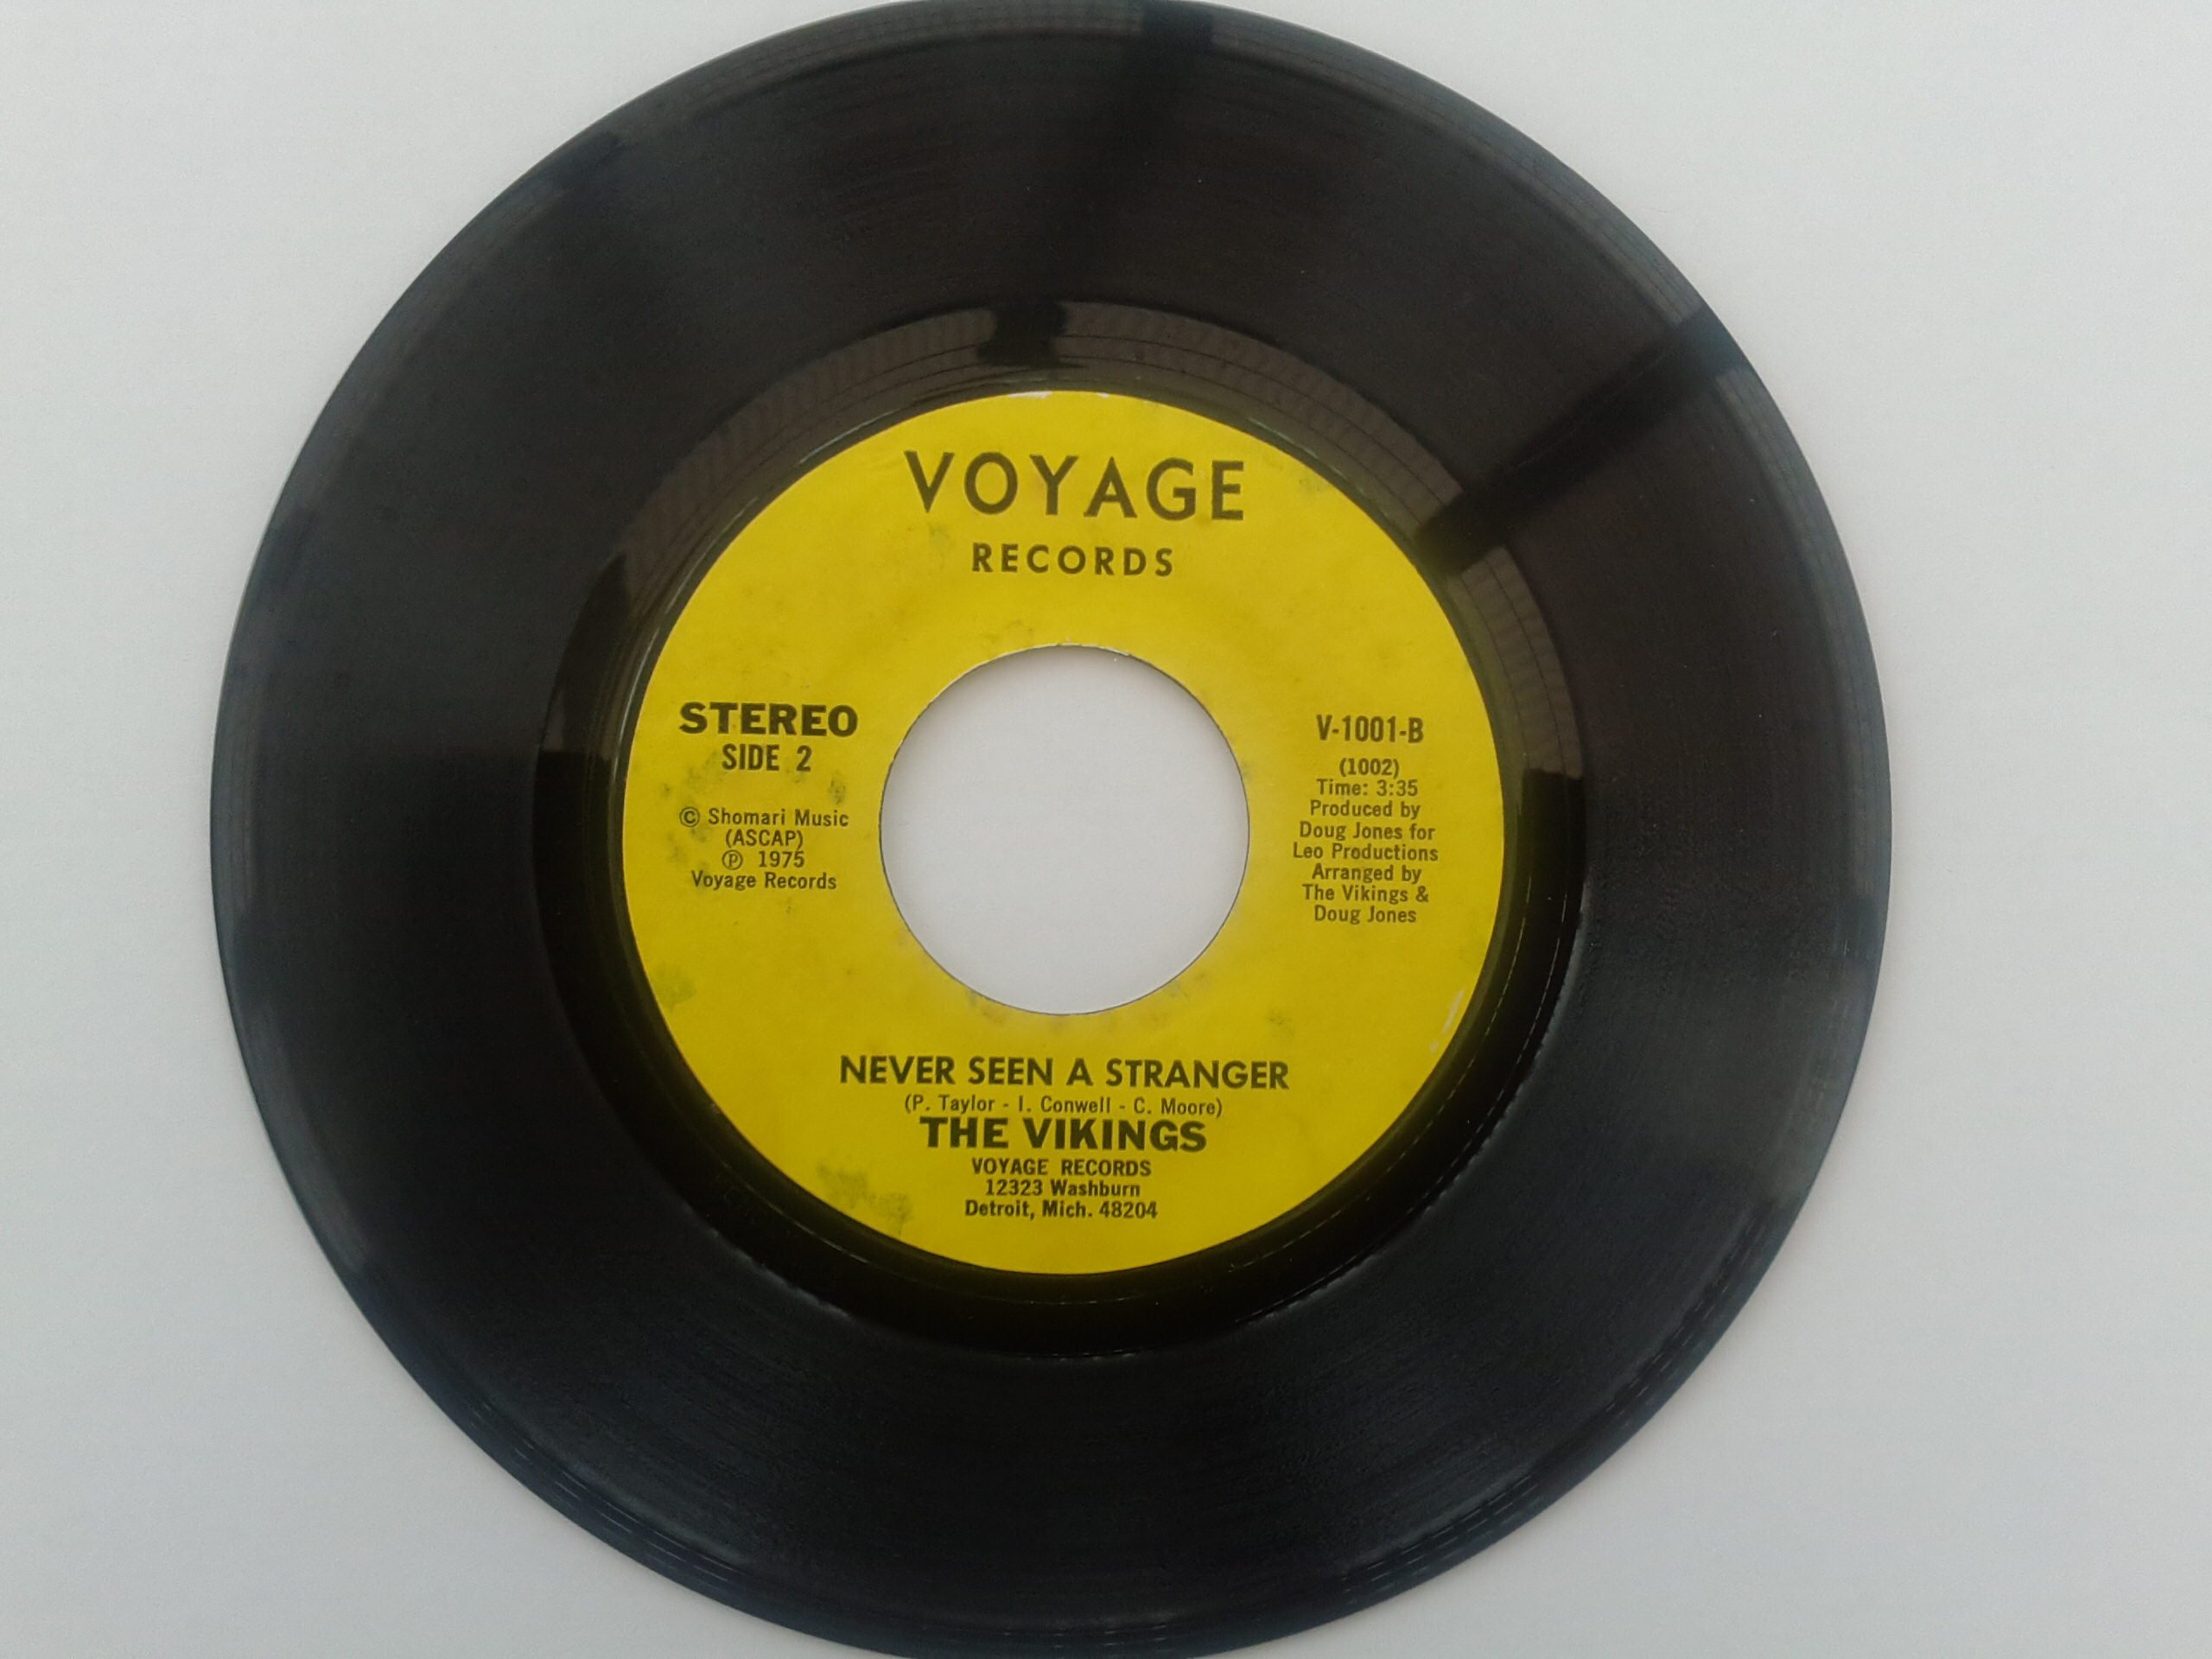 VOYAGE
RECORDS
STEREO
SIDE 2
© Shomari Music
(ASCAP)
℗ 1975
Voyage Records
V-1001-B
(1002)
Time: 3:35
Produced by
Doug Jones for
Leo Productions
Arranged by
The Vikings &
Doug Jones
NEVER SEEN A STRANGER
(P. Taylor - I. Conwell - C. Moore)
THE VIKINGS
VOYAGE RECORDS
12323 Washburn
Detroit, Mich. 48204